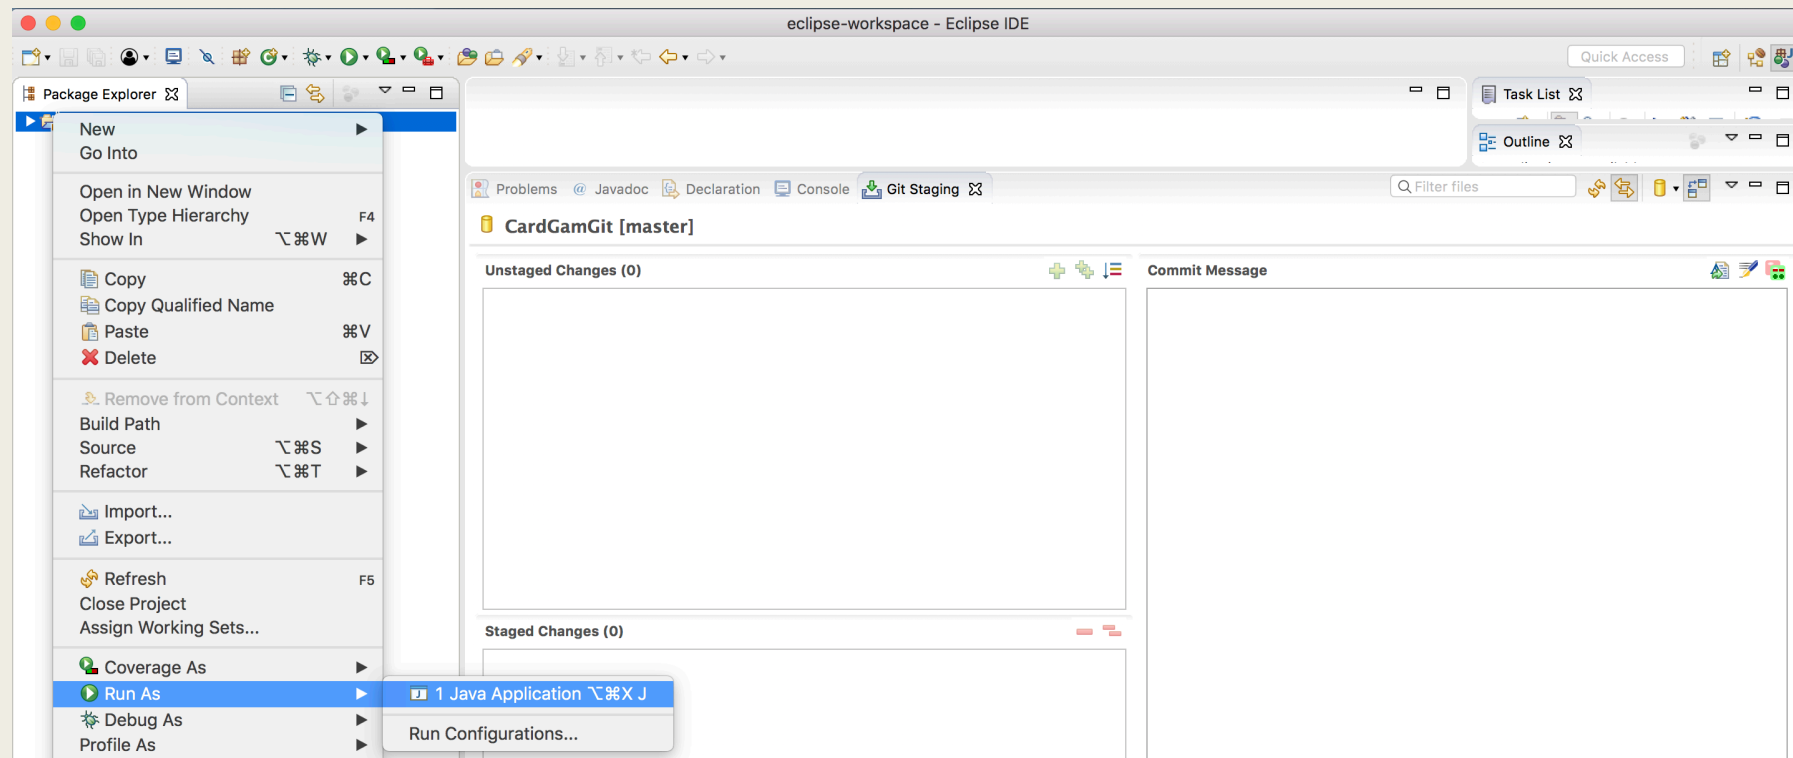 eclipse-workspace - Eclipse IDE
Quick Access
Package Explorer
Task List
Outline
New
Go Into
Open in New Window
Open Type Hierarchy F4
Show In ⌥⌘W
Copy ⌘C
Copy Qualified Name
Paste ⌘V
Delete ⌦
Remove from Context ⌥⇧⌘↓
Build Path
Source ⌥⌘S
Refactor ⌥⌘T
Import...
Export...
Refresh F5
Close Project
Assign Working Sets...
Coverage As
Run As
Debug As
Profile As
1 Java Application ⌥⌘X J
Run Configurations...
Problems @ Javadoc Declaration Console Git Staging
Filter files
CardGamGit [master]
Unstaged Changes (0)
Commit Message
Staged Changes (0)